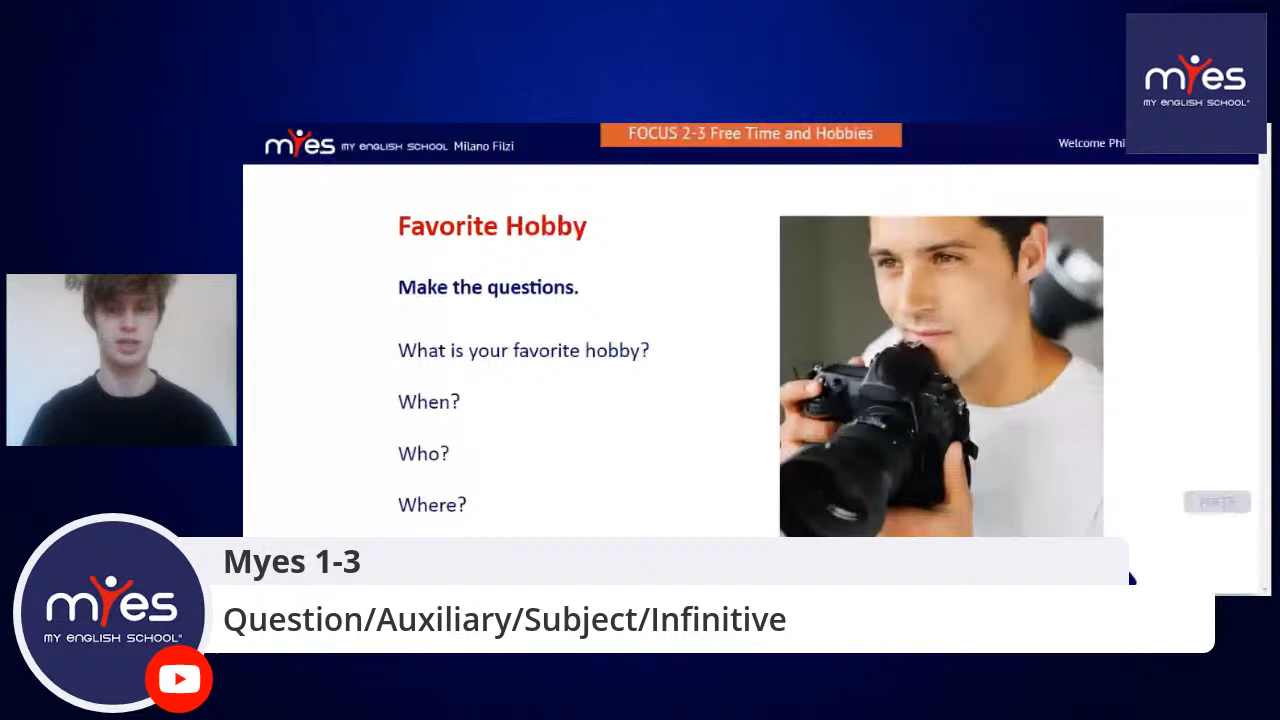 myes
MY ENGLISH SCHOOL
myes MY ENGLISH SCHOOL Milano Filzi
FOCUS 2-3 Free Time and Hobbies
Welcome Phi
Favorite Hobby
Make the questions.
What is your favorite hobby?
When?
Who?
Where?
Myes 1-3
Question/Auxiliary/Subject/Infinitive
myes
MY ENGLISH SCHOOL